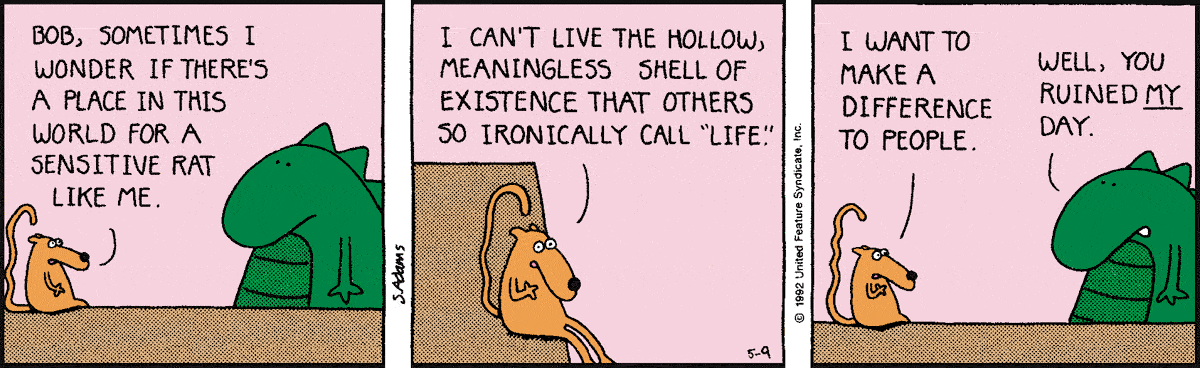 BOB, SOMETIMES I
WONDER IF THERE'S
A PLACE IN THIS
WORLD FOR A
SENSITIVE RAT
LIKE ME.
S.Adams
I CAN'T LIVE THE HOLLOW,
MEANINGLESS SHELL OF
EXISTENCE THAT OTHERS
SO IRONICALLY CALL "LIFE."
5-9
© 1992 United Feature Syndicate, Inc.
I WANT TO
MAKE A
DIFFERENCE
TO PEOPLE.
WELL, YOU
RUINED MY
DAY.